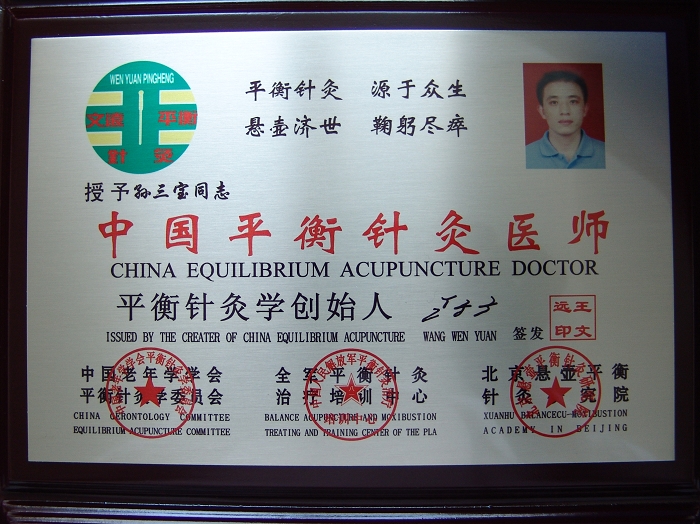 WEN YUAN PINGHENG
文源 平衡
针灸
平衡针灸 源于众生
悬壶济世 鞠躬尽瘁
授予孙三宝同志
中国平衡针灸医师
CHINA EQUILIBRIUM ACUPUNCTURE DOCTOR
平衡针灸学创始人
签发
王文
远印
ISSUED BY THE CREATER OF CHINA EQUILIBRIUM ACUPUNCTURE WANG WEN YUAN
中国老年学学会
平衡针灸学委员会
CHINA GERONTOLOGY COMMITTEE
EQUILIBRIUM ACUPUNCTURE COMMITTEE
全军平衡针灸
治疗培训中心
BALANCE ACUPUNCTURE AND MOXIBUSTION
TREATING AND TRAINING CENTER OF THE PLA
培训中心
北京悬壶平衡
针灸研究院
XUANHU BALANCECU-MOXIBUSTION
ACADEMY IN BEIJING